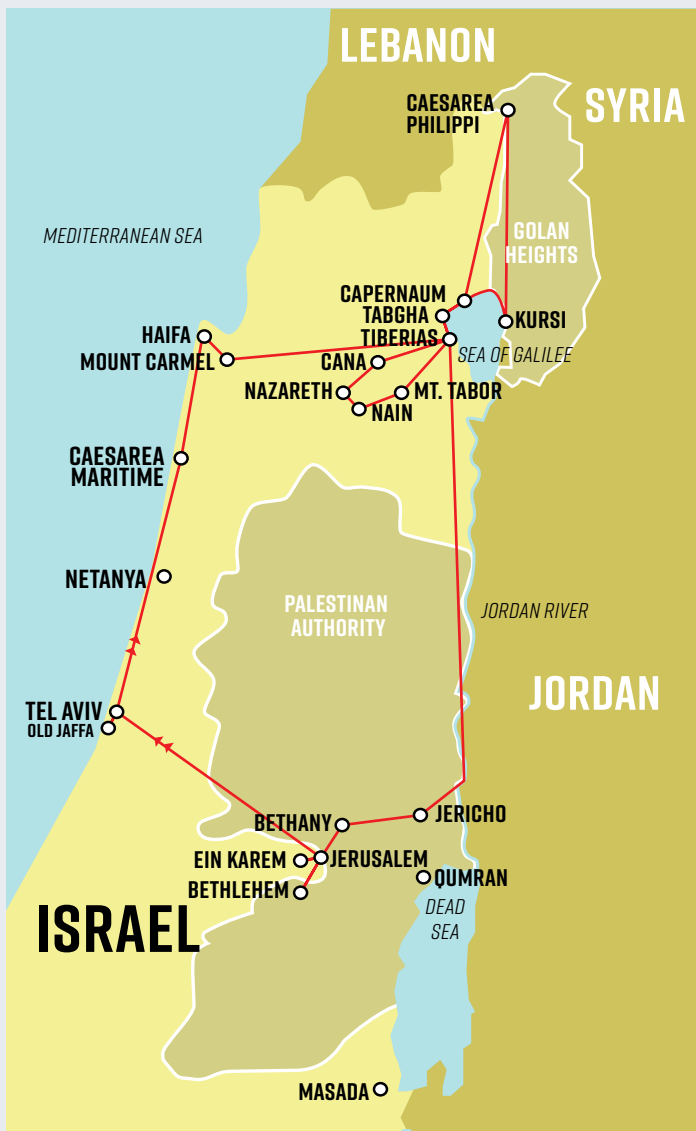 LEBANON
SYRIA
CAESAREA
PHILIPPI
MEDITERRANEAN SEA
GOLAN
HEIGHTS
CAPERNAUM
TABGHA
KURSI
HAIFA
TIBERIAS
SEA OF GALILEE
MOUNT CARMEL
CANA
NAZARETH
MT. TABOR
NAIN
CAESAREA
MARITIME
NETANYA
PALESTINAN
AUTHORITY
JORDAN RIVER
JORDAN
TEL AVIV
OLD JAFFA
BETHANY
JERICHO
EIN KAREM
JERUSALEM
QUMRAN
BETHLEHEM
DEAD
SEA
ISRAEL
MASADA